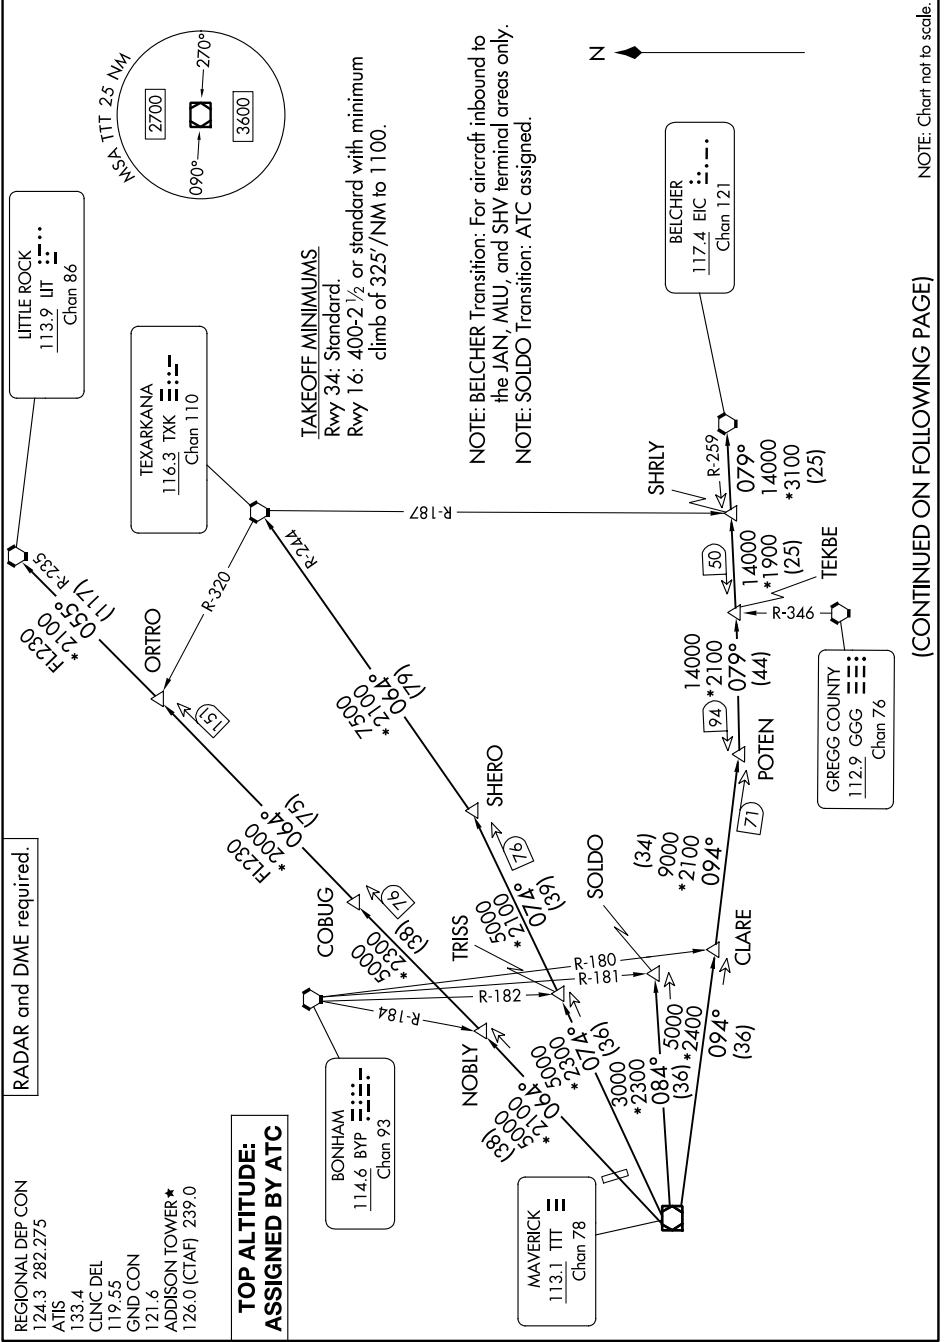 REGIONAL DEP CON
124.3 282.275
ATIS
133.4
CLNC DEL
119.55
GND CON
121.6
ADDISON TOWER★
126.0 (CTAF) 239.0
RADAR and DME required.
TOP ALTITUDE:
ASSIGNED BY ATC
LITTLE ROCK
113.9 LIT
Chan 86
MSA TTT 25 NM
2700
090°
270°
3600
TEXARKANA
116.3 TXK
Chan 110
TAKEOFF MINIMUMS
Rwy 34: Standard.
Rwy 16: 400-2 ½ or standard with minimum
climb of 325'/NM to 1100.
NOTE: BELCHER Transition: For aircraft inbound to
the JAN, MLU, and SHV terminal areas only.
NOTE: SOLDO Transition: ATC assigned.
N
BONHAM
114.6 BYP
Chan 93
MAVERICK
113.1 TTT
Chan 78
R-235
FL230
*2100
055°
(117)
ORTRO
R-320
151
FL230
*2000
064°
(75)
COBUG
76
5000
*2300
(38)
NOBLY
R-184
(38)
5000
*2100
064°
R-244
7500
*2100
064°
(79)
SHERO
76
5000
*2100
074°
(39)
TRISS
R-182
5000
*2300
074°
(36)
SOLDO
R-181
3000
*2300
084°
(36)
R-180
CLARE
5000
*2400
094°
(36)
(34)
9000
*2100
094°
71
POTEN
94
14000
*2100
079°
(44)
TEKBE
R-346
50
14000
*1900
(25)
SHRLY
R-187
R-259
079°
14000
*3100
(25)
BELCHER
117.4 EIC
Chan 121
GREGG COUNTY
112.9 GGG
Chan 76
(CONTINUED ON FOLLOWING PAGE)
NOTE: Chart not to scale.